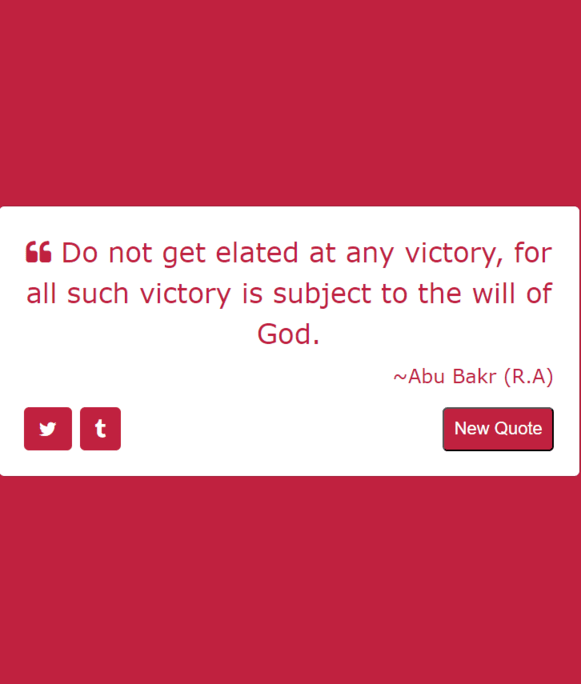 ❝ Do not get elated at any victory, for
all such victory is subject to the will of
God.
~Abu Bakr (R.A)
New Quote